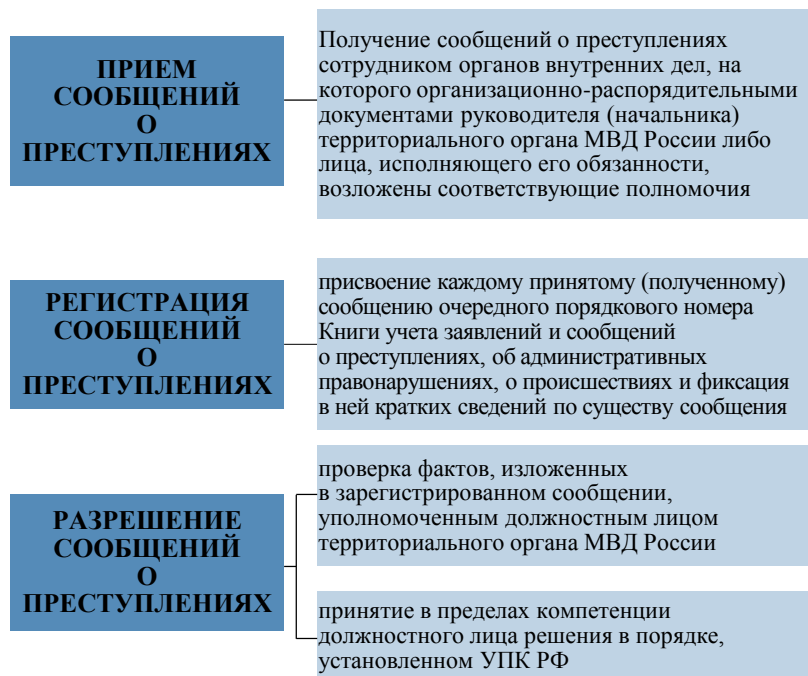 ПРИЕМ
СООБЩЕНИЙ
О
ПРЕСТУПЛЕНИЯХ
Получение сообщений о преступлениях
сотрудником органов внутренних дел, на
которого организационно-распорядительными
документами руководителя (начальника)
территориального органа МВД России либо
лица, исполняющего его обязанности,
возложены соответствующие полномочия
РЕГИСТРАЦИЯ
СООБЩЕНИЙ
О
ПРЕСТУПЛЕНИЯХ
присвоение каждому принятому (полученному)
сообщению очередного порядкового номера
Книги учета заявлений и сообщений
о преступлениях, об административных
правонарушениях, о происшествиях и фиксация
в ней кратких сведений по существу сообщения
РАЗРЕШЕНИЕ
СООБЩЕНИЙ
О
ПРЕСТУПЛЕНИЯХ
проверка фактов, изложенных
в зарегистрированном сообщении,
уполномоченным должностным лицом
территориального органа МВД России
принятие в пределах компетенции
должностного лица решения в порядке,
установленном УПК РФ